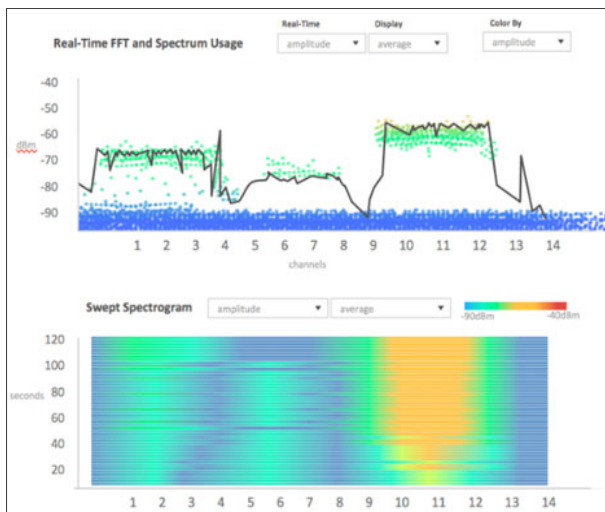 Real-Time Display Color By
Real-Time FFT and Spectrum Usage amplitude average amplitude
-40
-50
dBm -60
-70
-80
-90
1 2 3 4 5 6 7 8 9 10 11 12 13 14
channels
Swept Spectrogram amplitude average
-90dBm -40dBm
120
100
80
seconds 60
40
20
1 2 3 4 5 6 7 8 9 10 11 12 13 14